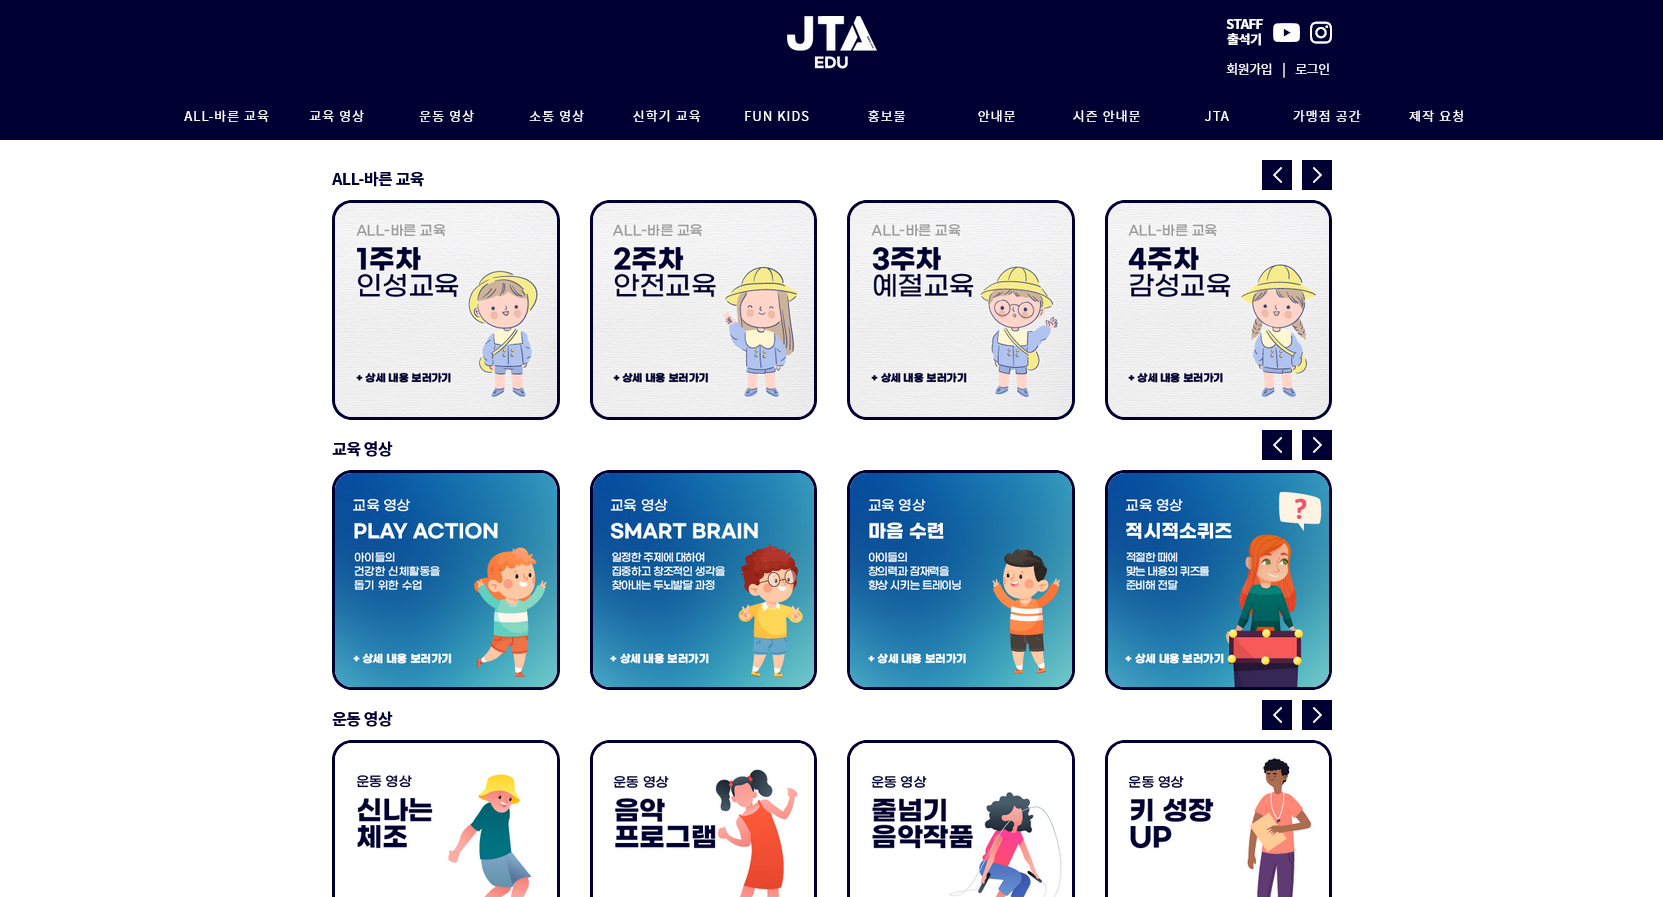 JTA
EDU
STAFF
출석기
회원가입 | 로그인
ALL-바른 교육 교육 영상 운동 영상 소통 영상 신학기 교육 FUN KIDS 홍보물 안내문 시즌 안내문 JTA 가맹점 공간 제작 요청
ALL-바른 교육
ALL-바른 교육
1주차
인성교육
+ 상세 내용 보러가기
ALL-바른 교육
2주차
안전교육
+ 상세 내용 보러가기
ALL-바른 교육
3주차
예절교육
+ 상세 내용 보러가기
ALL-바른 교육
4주차
감성교육
+ 상세 내용 보러가기
교육 영상
교육 영상
PLAY ACTION
아이들의
건강한 신체활동을
돕기 위한 수업
+ 상세 내용 보러가기
교육 영상
SMART BRAIN
일정한 주제에 대하여
집중하고 창조적인 생각을
찾아내는 두뇌발달 과정
+ 상세 내용 보러가기
교육 영상
마음 수련
아이들의
창의력과 잠재력을
향상 시키는 트레이닝
+ 상세 내용 보러가기
교육 영상
적시적소퀴즈
적절한 때에
맞는 내용의 퀴즈를
준비해 전달
+ 상세 내용 보러가기
?
운동 영상
운동 영상
신나는
체조
운동 영상
음악
프로그램
운동 영상
줄넘기
음악작품
운동 영상
키 성장
UP